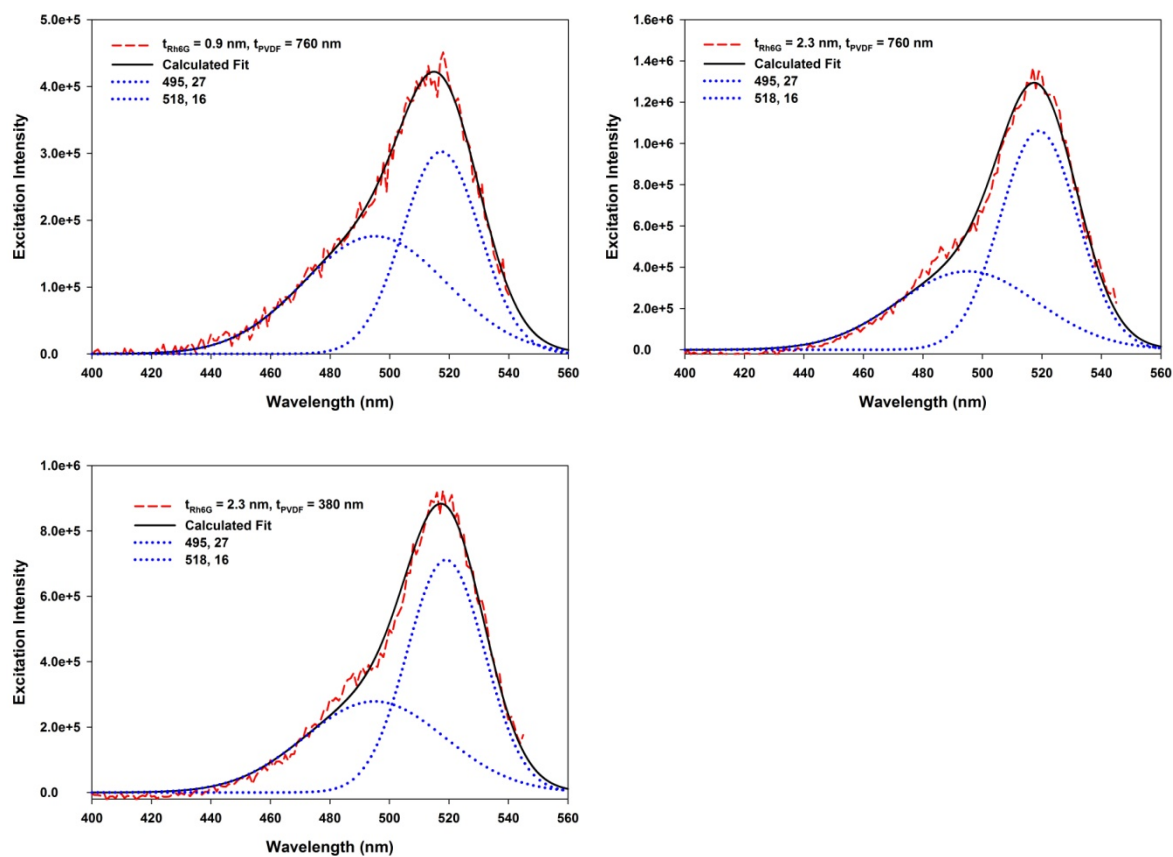 5.0e+5
4.0e+5
3.0e+5
2.0e+5
1.0e+5
0.0
Excitation Intensity
t_Rh6G = 0.9 nm, t_PVDF = 760 nm
Calculated Fit
495, 27
518, 16
400 420 440 460 480 500 520 540 560
Wavelength (nm)
1.6e+6
1.4e+6
1.2e+6
1.0e+6
8.0e+5
6.0e+5
4.0e+5
2.0e+5
0.0
Excitation Intensity
t_Rh6G = 2.3 nm, t_PVDF = 760 nm
Calculated Fit
495, 27
518, 16
400 420 440 460 480 500 520 540 560
Wavelength (nm)
1.0e+6
8.0e+5
6.0e+5
4.0e+5
2.0e+5
0.0
Excitation Intensity
t_Rh6G = 2.3 nm, t_PVDF = 380 nm
Calculated Fit
495, 27
518, 16
400 420 440 460 480 500 520 540 560
Wavelength (nm)